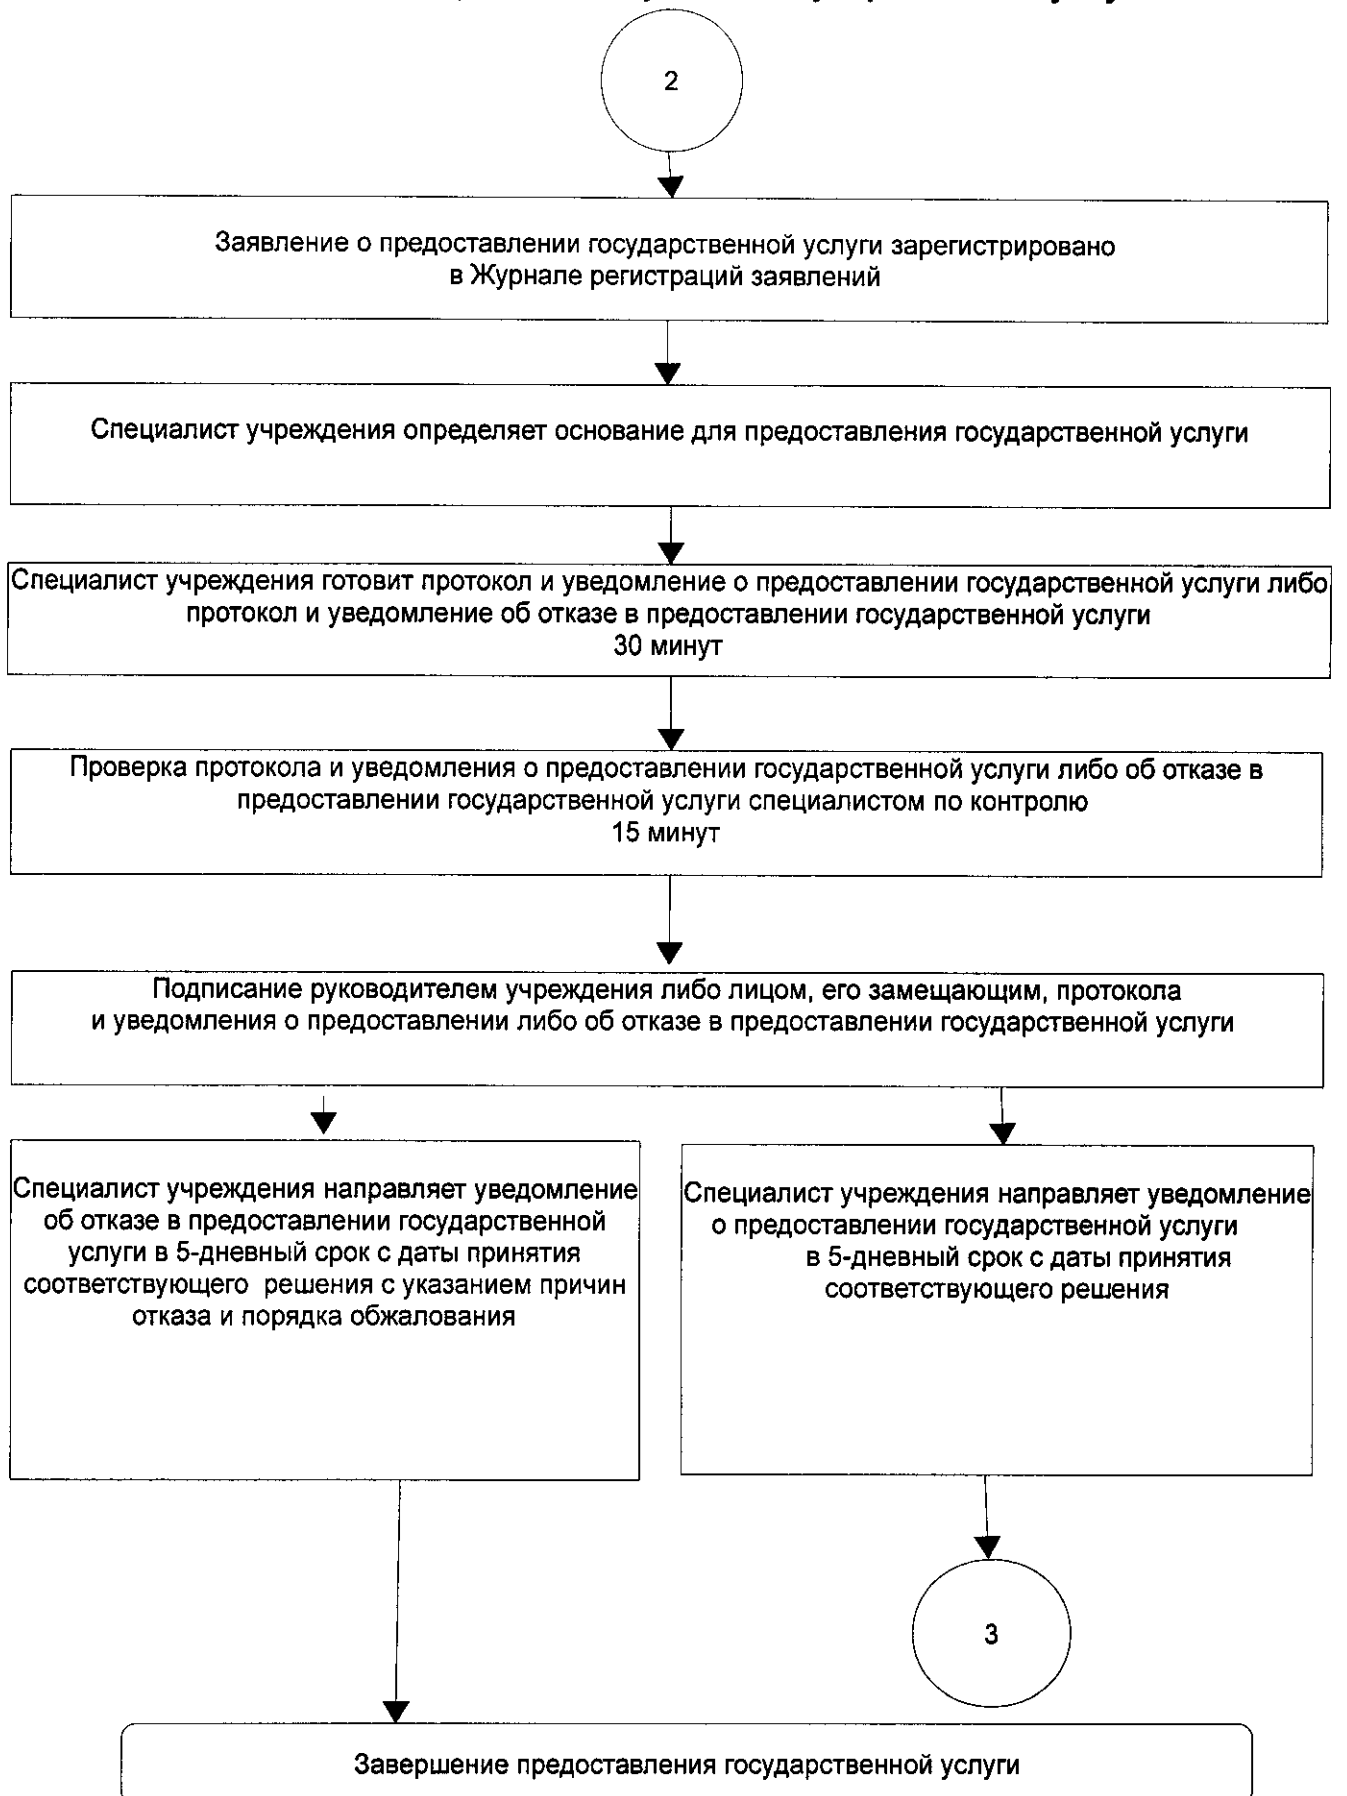 2
Заявление о предоставлении государственной услуги зарегистрировано
в Журнале регистраций заявлений
Специалист учреждения определяет основание для предоставления государственной услуги
Специалист учреждения готовит протокол и уведомление о предоставлении государственной услуги либо
протокол и уведомление об отказе в предоставлении государственной услуги
30 минут
Проверка протокола и уведомления о предоставлении государственной услуги либо об отказе в
предоставлении государственной услуги специалистом по контролю
15 минут
Подписание руководителем учреждения либо лицом, его замещающим, протокола
и уведомления о предоставлении либо об отказе в предоставлении государственной услуги
Специалист учреждения направляет уведомление
об отказе в предоставлении государственной
услуги в 5-дневный срок с даты принятия
соответствующего решения с указанием причин
отказа и порядка обжалования
Специалист учреждения направляет уведомление
о предоставлении государственной услуги
в 5-дневный срок с даты принятия
соответствующего решения
3
Завершение предоставления государственной услуги